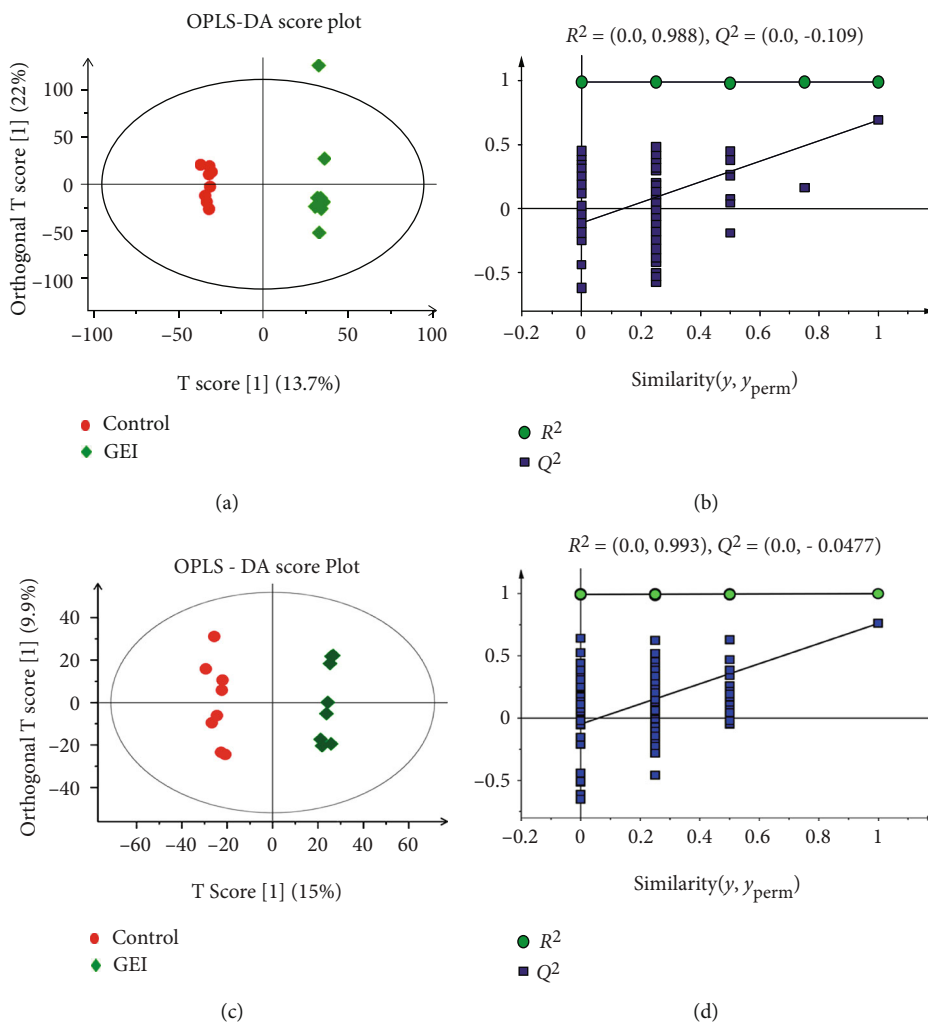 OPLS-DA score plot
Orthogonal T score [1] (22%)
100
50
0
−50
−100
−100
−50
0
50
100
T score [1] (13.7%)
Control
GEI
(a)
R² = (0.0, 0.988), Q² = (0.0, -0.109)
1
0.5
0
−0.5
−0.2
0
0.2
0.4
0.6
0.8
1
Similarity(y, yperm)
R²
Q²
(b)
OPLS - DA score Plot
Orthogonal T score [1] (9.9%)
40
20
0
−20
−40
−60
−40
−20
0
20
40
60
T Score [1] (15%)
Control
GEI
(c)
R² = (0.0, 0.993), Q² = (0.0, - 0.0477)
1
0.5
0
−0.5
−0.2
0
0.2
0.4
0.6
0.8
1
Similarity(y, yperm)
R²
Q²
(d)